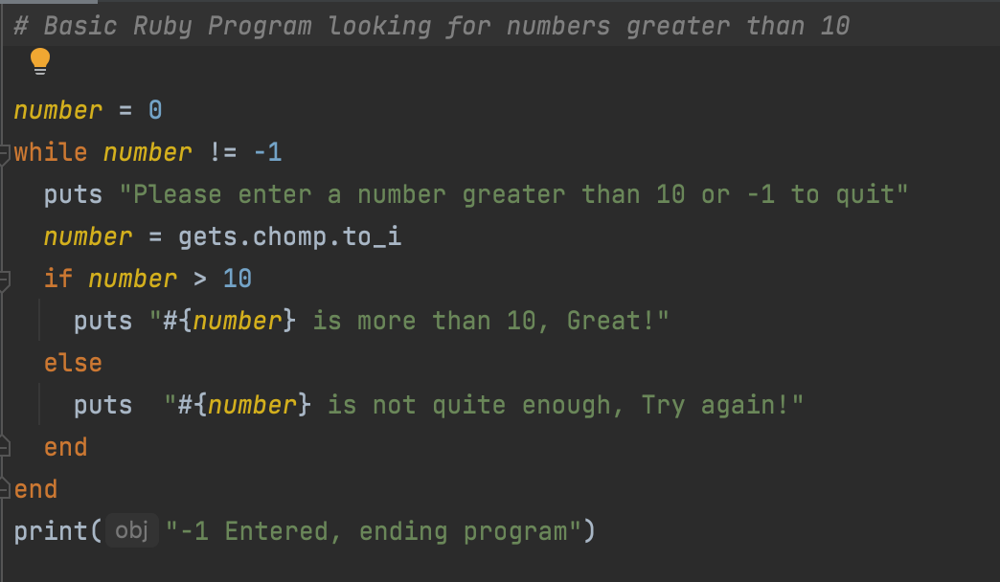 # Basic Ruby Program looking for numbers greater than 10
number = 0
while number != -1
  puts "Please enter a number greater than 10 or -1 to quit"
  number = gets.chomp.to_i
  if number > 10
    puts "#{number} is more than 10, Great!"
  else
    puts  "#{number} is not quite enough, Try again!"
  end
end
print( obj "-1 Entered, ending program")